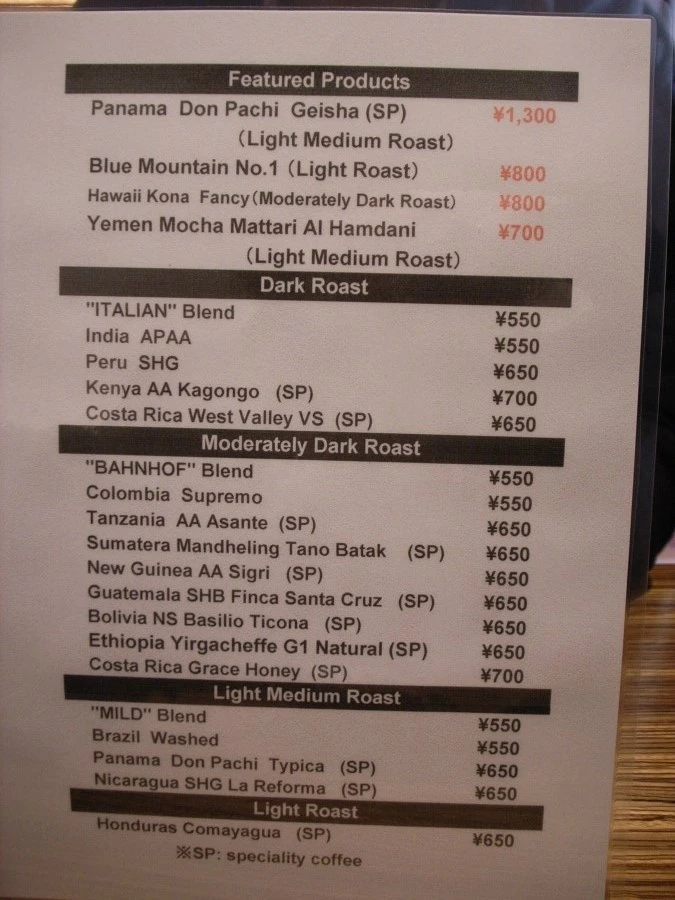 Featured Products
Panama Don Pachi Geisha (SP) ¥1,300
(Light Medium Roast)
Blue Mountain No.1 (Light Roast) ¥800
Hawaii Kona Fancy(Moderately Dark Roast) ¥800
Yemen Mocha Mattari Al Hamdani ¥700
(Light Medium Roast)
Dark Roast
"ITALIAN" Blend ¥550
India APAA ¥550
Peru SHG ¥650
Kenya AA Kagongo (SP) ¥700
Costa Rica West Valley VS (SP) ¥650
Moderately Dark Roast
"BAHNHOF" Blend ¥550
Colombia Supremo ¥550
Tanzania AA Asante (SP) ¥650
Sumatera Mandheling Tano Batak (SP) ¥650
New Guinea AA Sigri (SP) ¥650
Guatemala SHB Finca Santa Cruz (SP) ¥650
Bolivia NS Basilio Ticona (SP) ¥650
Ethiopia Yirgacheffe G1 Natural (SP) ¥650
Costa Rica Grace Honey (SP) ¥700
Light Medium Roast
"MILD" Blend ¥550
Brazil Washed ¥550
Panama Don Pachi Typica (SP) ¥650
Nicaragua SHG La Reforma (SP) ¥650
Light Roast
Honduras Comayagua (SP) ¥650
※SP: speciality coffee